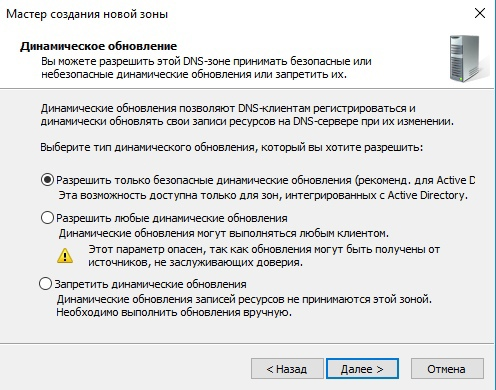 Мастер создания новой зоны
Динамическое обновление
Вы можете разрешить этой DNS-зоне принимать безопасные или
небезопасные динамические обновления или запретить их.
Динамические обновления позволяют DNS-клиентам регистрироваться и
динамически обновлять свои записи ресурсов на DNS-сервере при их изменении.
Выберите тип динамического обновления, который вы хотите разрешить:
Разрешить только безопасные динамические обновления (рекоменд. для Active D
Эта возможность доступна только для зон, интегрированных с Active Directory.
Разрешить любые динамические обновления
Динамические обновления могут выполняться любым клиентом.
Этот параметр опасен, так как обновления могут быть получены от
источников, не заслуживающих доверия.
Запретить динамические обновления
Динамические обновления записей ресурсов не принимаются этой зоной.
Необходимо выполнить обновления вручную.
< Назад
Далее >
Отмена